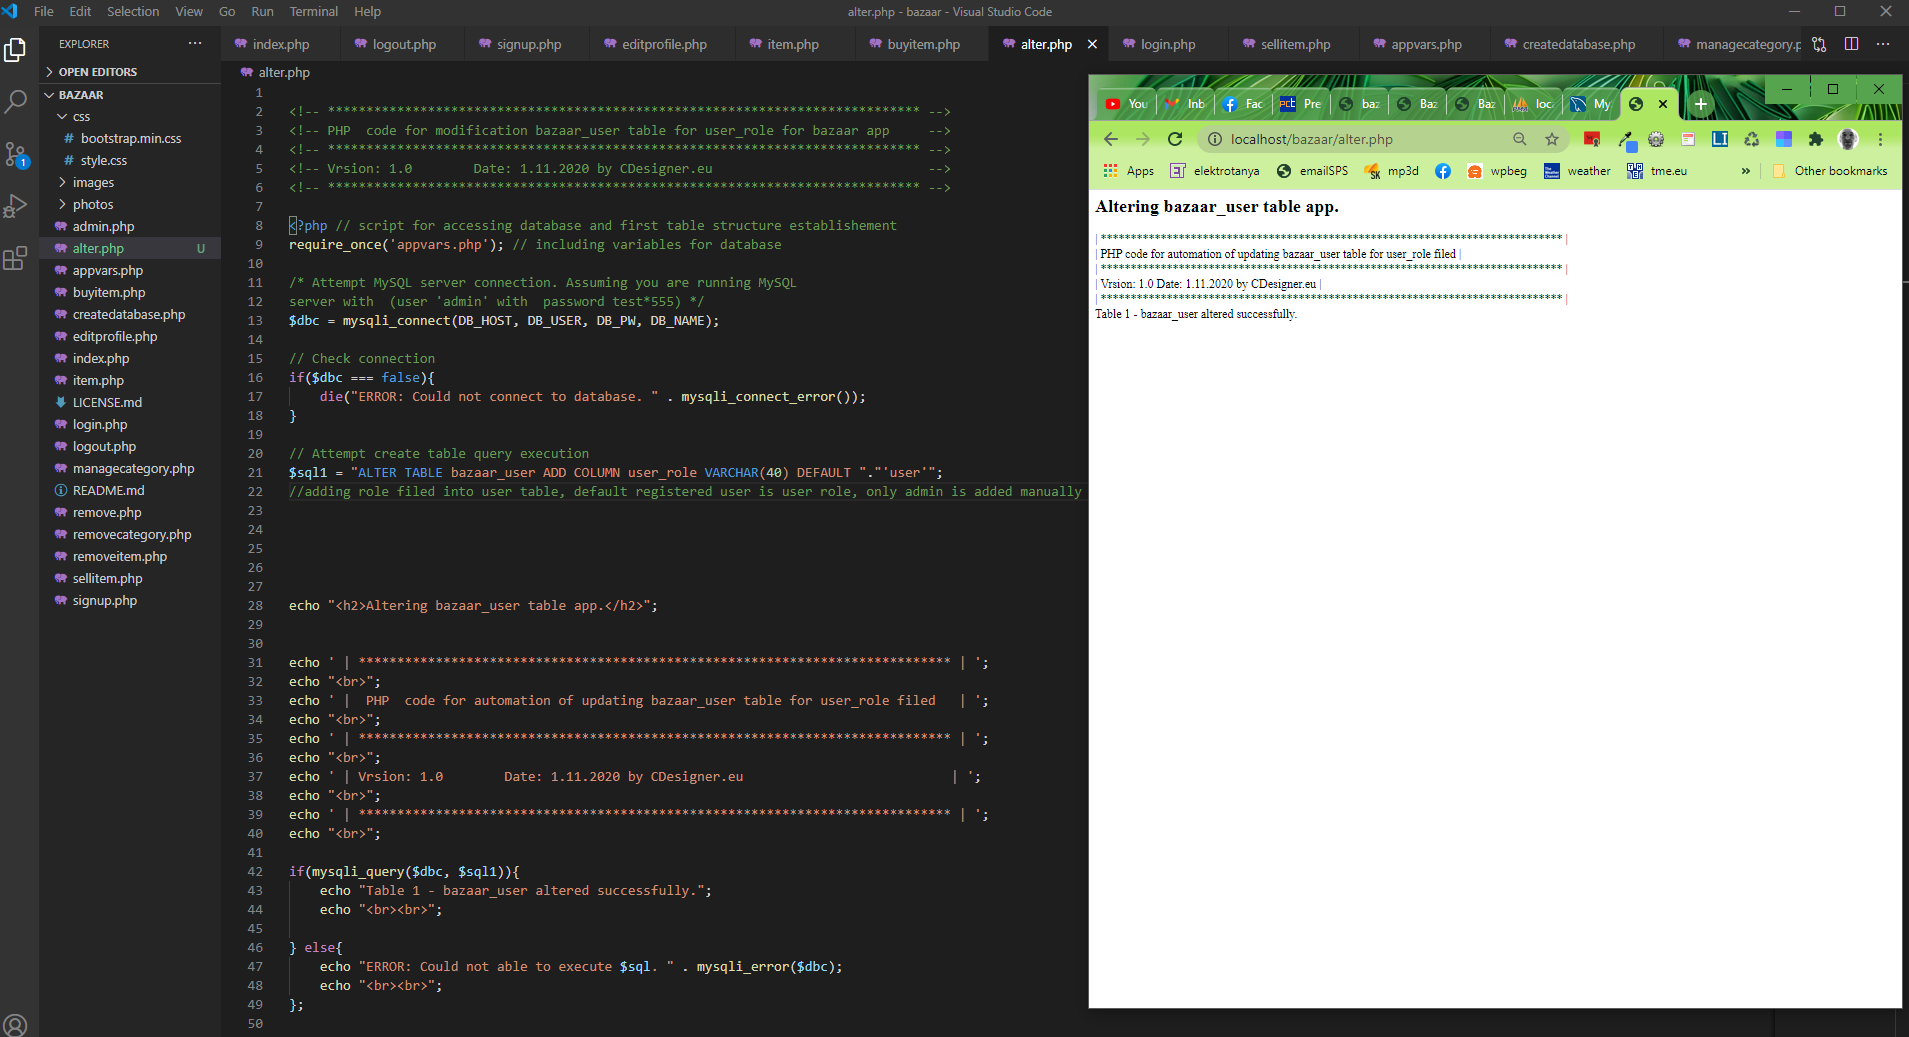 File Edit Selection View Go Run Terminal Help
alter.php - bazaar - Visual Studio Code
EXPLORER
index.php logout.php signup.php editprofile.php item.php buyitem.php alter.php login.php sellitem.php appvars.php createdatabase.php managecategory.p
OPEN EDITORS
BAZAAR
css
bootstrap.min.css
style.css
images
photos
admin.php
alter.php U
appvars.php
buyitem.php
createdatabase.php
editprofile.php
index.php
item.php
LICENSE.md
login.php
logout.php
managecategory.php
README.md
remove.php
removecategory.php
removeitem.php
sellitem.php
signup.php
1
alter.php
1
2 <!-- ***************************************************************************** -->
3 <!-- PHP  code for modification bazaar_user table for user_role for bazaar app     -->
4 <!-- ***************************************************************************** -->
5 <!-- Vrsion: 1.0        Date: 1.11.2020 by CDesigner.eu                            -->
6 <!-- ***************************************************************************** -->
7
8 <?php // script for accessing database and first table structure establishement
9 require_once('appvars.php'); // including variables for database
10
11 /* Attempt MySQL server connection. Assuming you are running MySQL
12 server with  (user 'admin' with  password test*555) */
13 $dbc = mysqli_connect(DB_HOST, DB_USER, DB_PW, DB_NAME);
14
15 // Check connection
16 if($dbc === false){
17     die("ERROR: Could not connect to database. " . mysqli_connect_error());
18 }
19
20 // Attempt create table query execution
21 $sql1 = "ALTER TABLE bazaar_user ADD COLUMN user_role VARCHAR(40) DEFAULT "."'user'";
22 //adding role filed into user table, default registered user is user role, only admin is added manually
23
24
25
26
27
28 echo "<h2>Altering bazaar_user table app.</h2>";
29
30
31 echo ' | ***************************************************************************** | ';
32 echo "<br>";
33 echo ' |  PHP  code for automation of updating bazaar_user table for user_role filed   | ';
34 echo "<br>";
35 echo ' | ***************************************************************************** | ';
36 echo "<br>";
37 echo ' | Vrsion: 1.0        Date: 1.11.2020 by CDesigner.eu                           | ';
38 echo "<br>";
39 echo ' | ***************************************************************************** | ';
40 echo "<br>";
41
42 if(mysqli_query($dbc, $sql1)){
43     echo "Table 1 - bazaar_user altered successfully.";
44     echo "<br><br>";
45
46 } else{
47     echo "ERROR: Could not able to execute $sql. " . mysqli_error($dbc);
48     echo "<br><br>";
49 };
50
You Inb Fac pct Pre baz Baz Baz loc My
localhost/bazaar/alter.php
Apps elektrotanya emailSPS mp3d wpbeg weather tme.eu » Other bookmarks
Altering bazaar_user table app.
| ***************************************************************************** |
| PHP code for automation of updating bazaar_user table for user_role filed |
| ***************************************************************************** |
| Vrsion: 1.0 Date: 1.11.2020 by CDesigner.eu |
| ***************************************************************************** |
Table 1 - bazaar_user altered successfully.